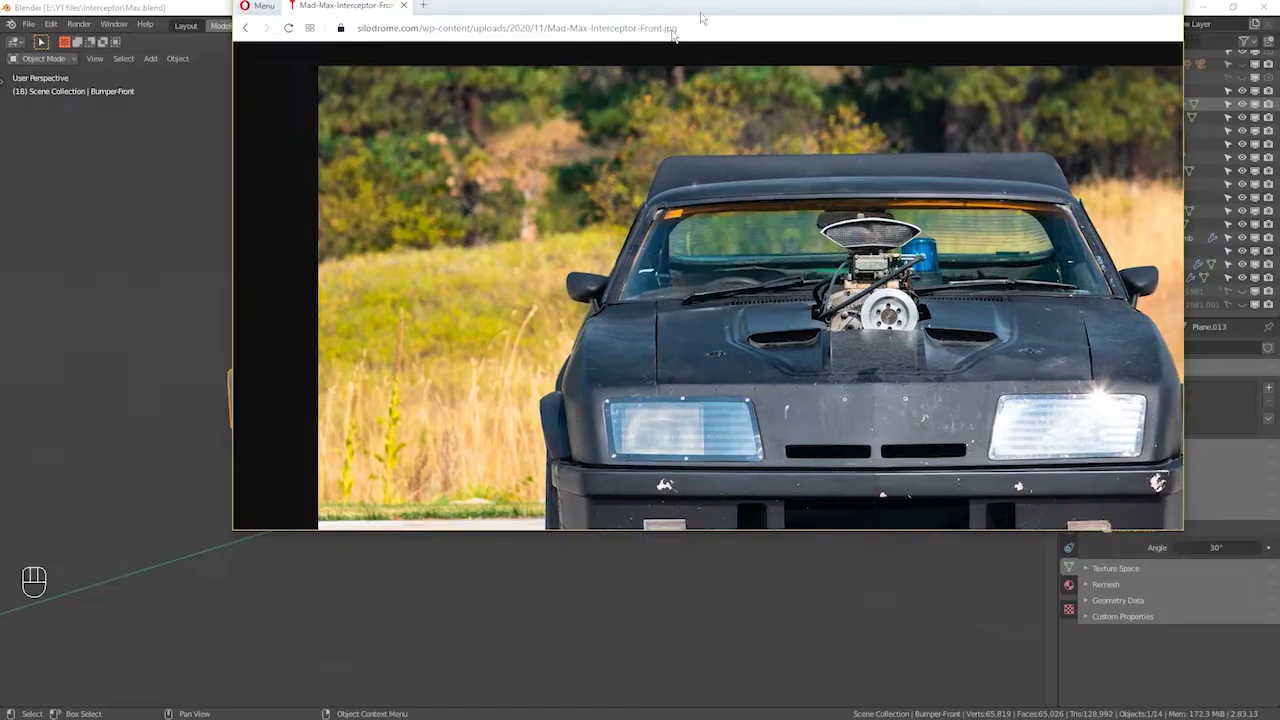 Blender [E:\YT files\Interceptor\Max.blend]
Menu
Mad-Max-Interceptor-Fror
silodrome.com/wp-content/uploads/2020/11/Mad-Max-Interceptor-Front.jpg
File Edit Render Window Help Layout
Object Mode View Select Add Object
User Perspective
(18) Scene Collection | Bumper-Front
Plane.013
Angle 30°
Texture Space
Remesh
Geometry Data
Custom Properties
Select Box Select Pan View Object Context Menu
Scene Collection | Bumper-Front | Verts:65,819 | Faces:65,026 | Tris:128,992 | Objects:1/14 | Mem: 172.3 MiB | 2.83.13